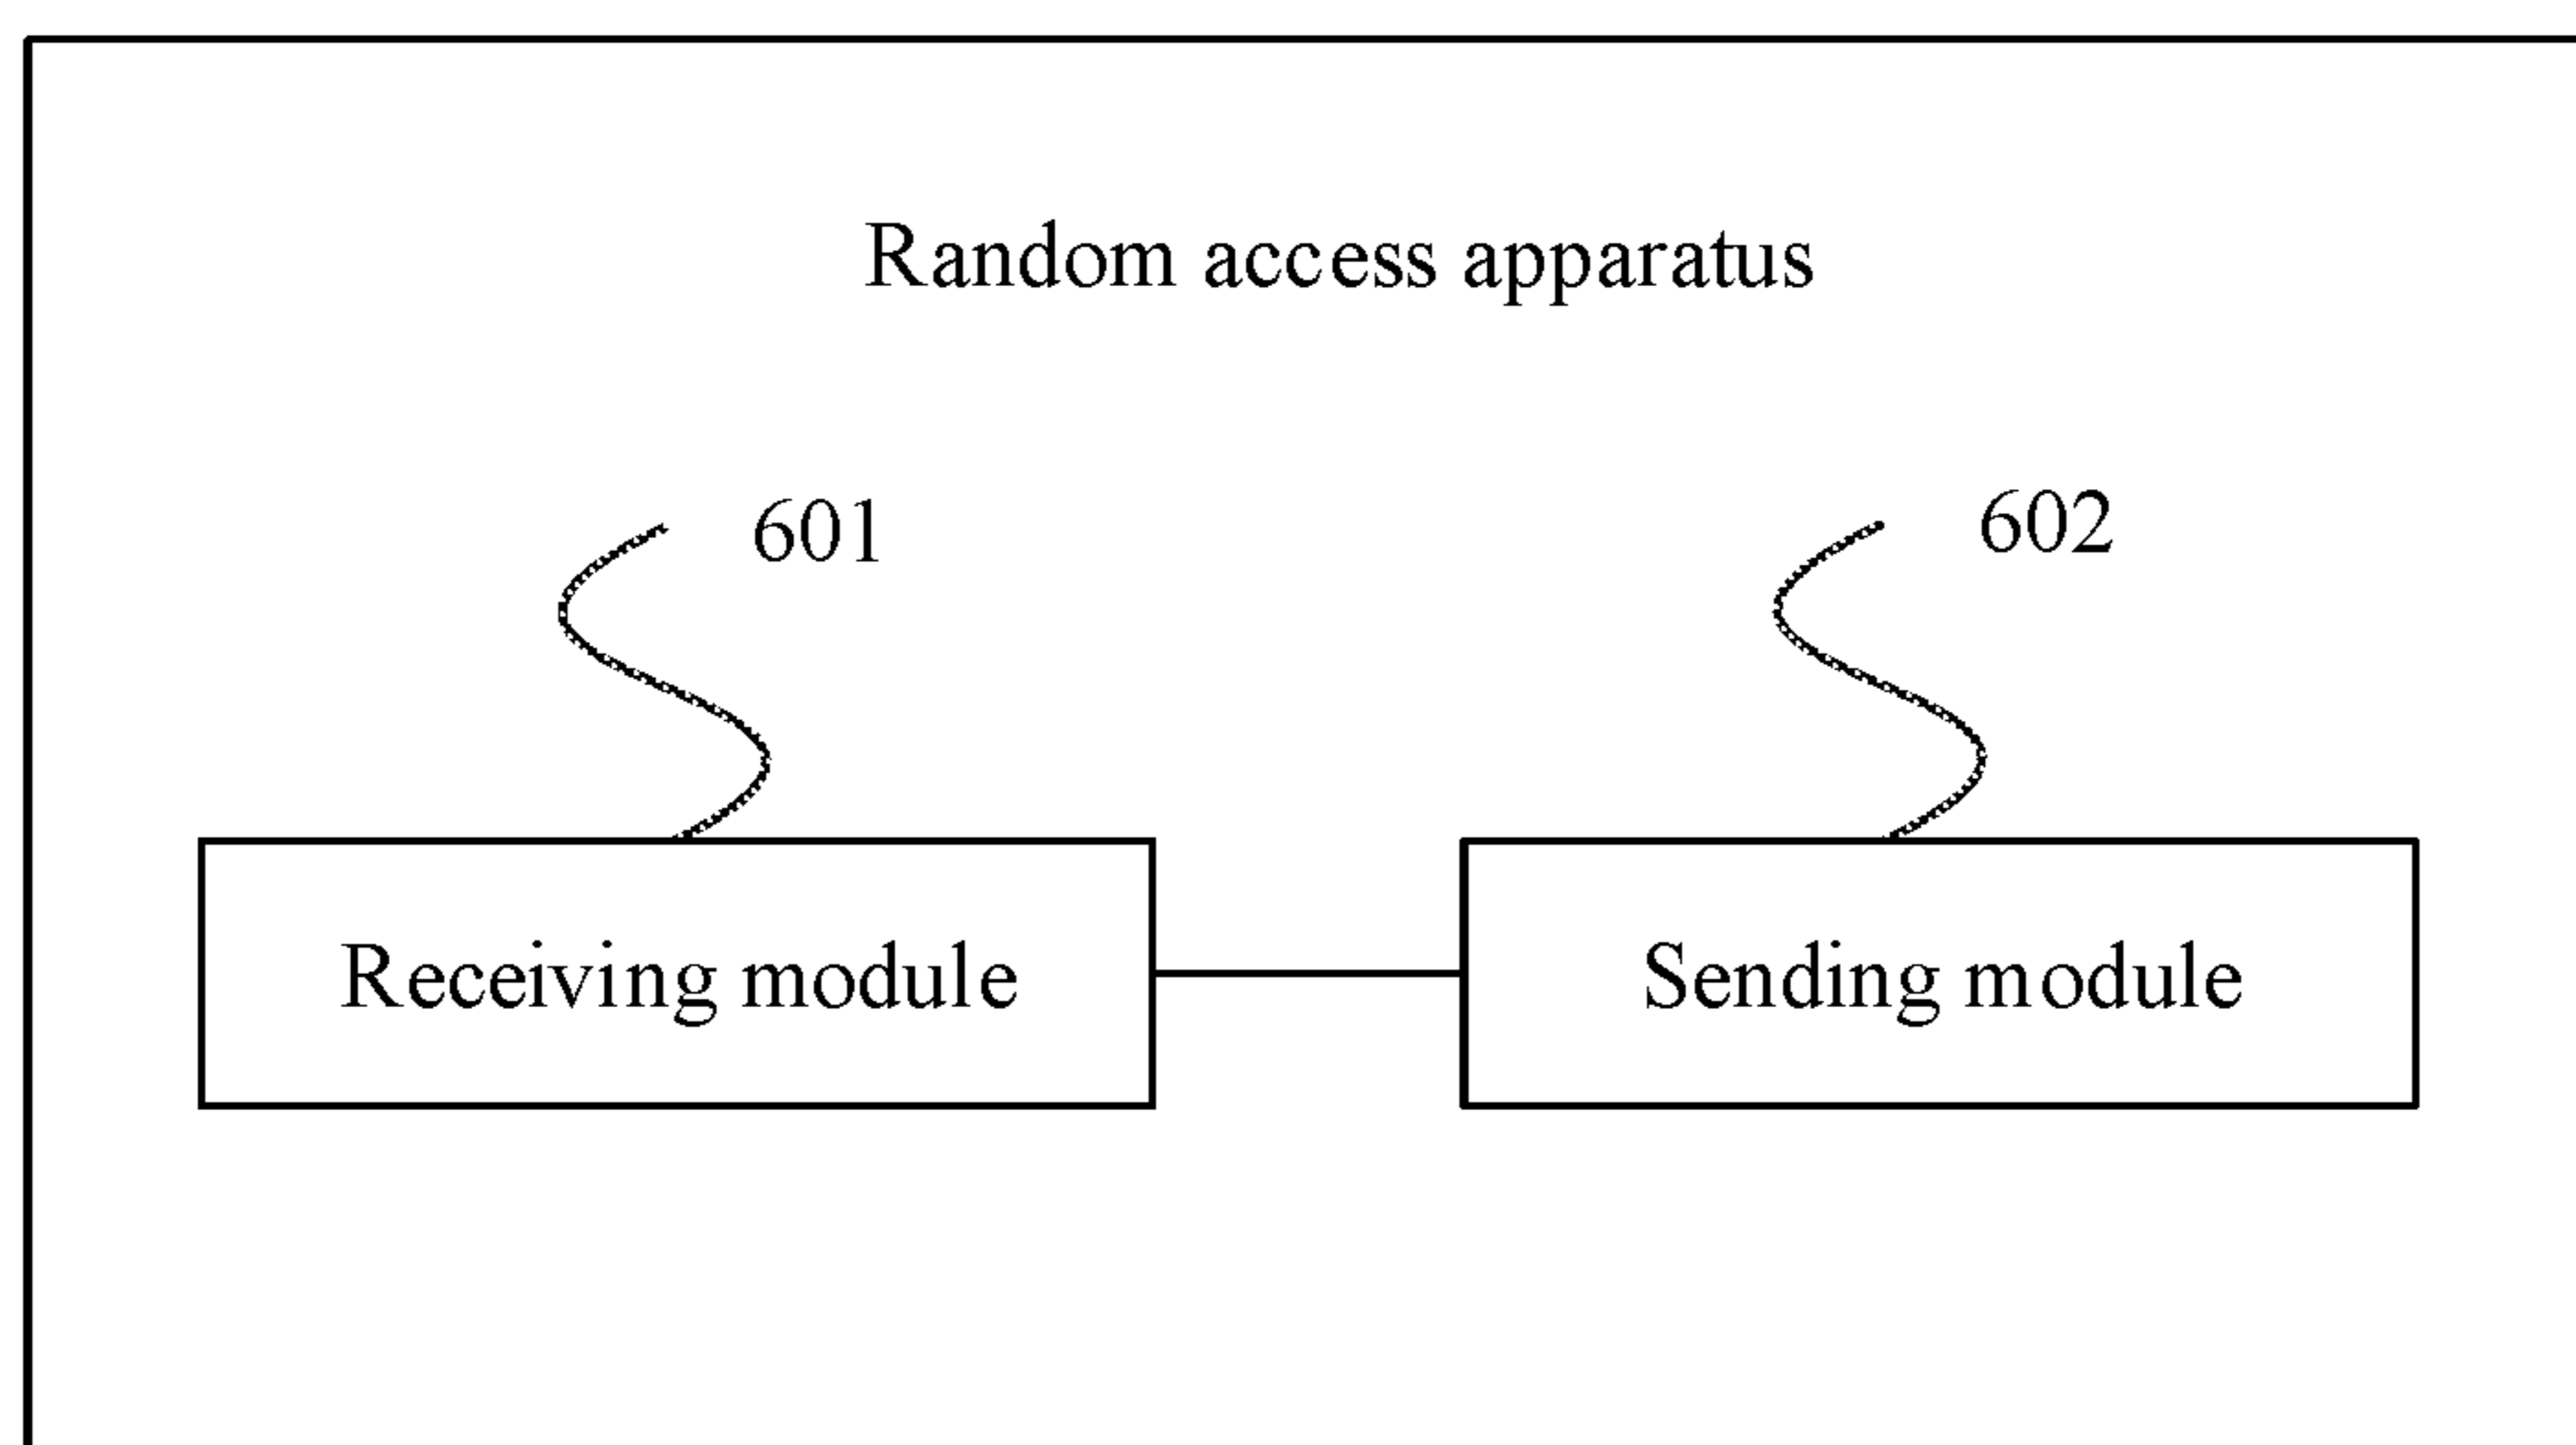 Random access apparatus
601
602
Receiving module
Sending module